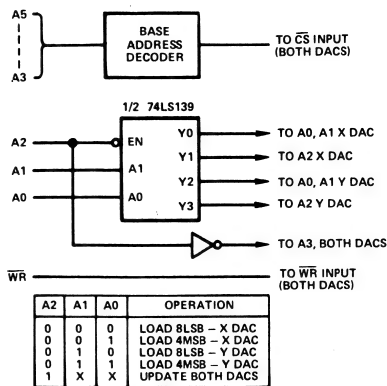 A5
BASE
ADDRESS
DECODER
TO CS INPUT
(BOTH DACS)
A3
1/2 74LS139
A2
EN
Y0
TO A0, A1 X DAC
Y1
TO A2 X DAC
A1
A1
Y2
TO A0, A1 Y DAC
A0
A0
Y3
TO A2 Y DAC
TO A3, BOTH DACS
WR
TO WR INPUT
(BOTH DACS)
A2 A1 A0 OPERATION
0 0 0 LOAD 8LSB – X DAC
0 0 1 LOAD 4MSB – X DAC
0 1 0 LOAD 8LSB – Y DAC
0 1 1 LOAD 4MSB – Y DAC
1 X X UPDATE BOTH DACS